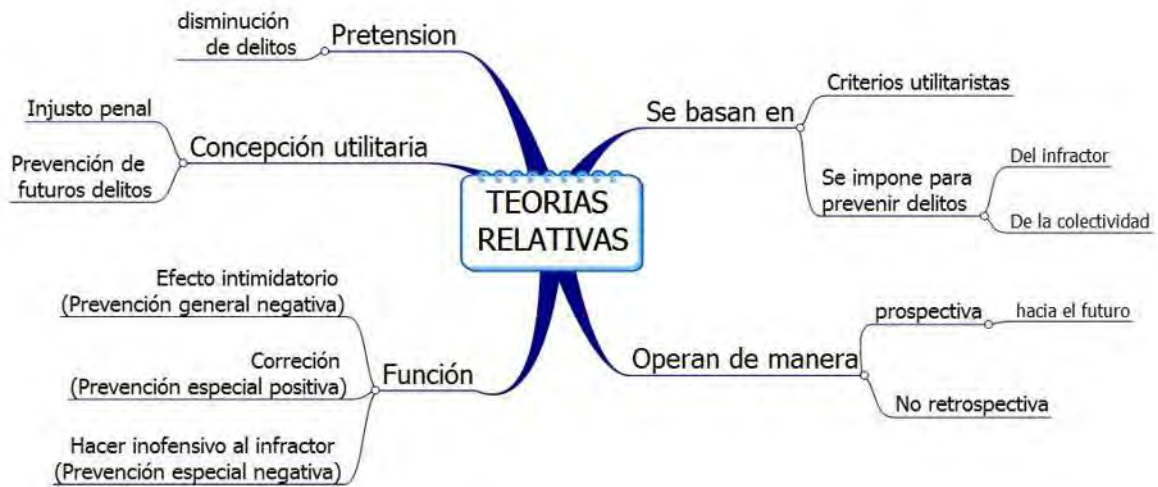 TEORIAS
RELATIVAS
Pretension
disminución
de delitos
Concepción utilitaria
Injusto penal
Prevención de
futuros delitos
Función
Efecto intimidatorio
(Prevención general negativa)
Correción
(Prevención especial positiva)
Hacer inofensivo al infractor
(Prevención especial negativa)
Se basan en
Criterios utilitaristas
Se impone para
prevenir delitos
Del infractor
De la colectividad
Operan de manera
prospectiva
hacia el futuro
No retrospectiva